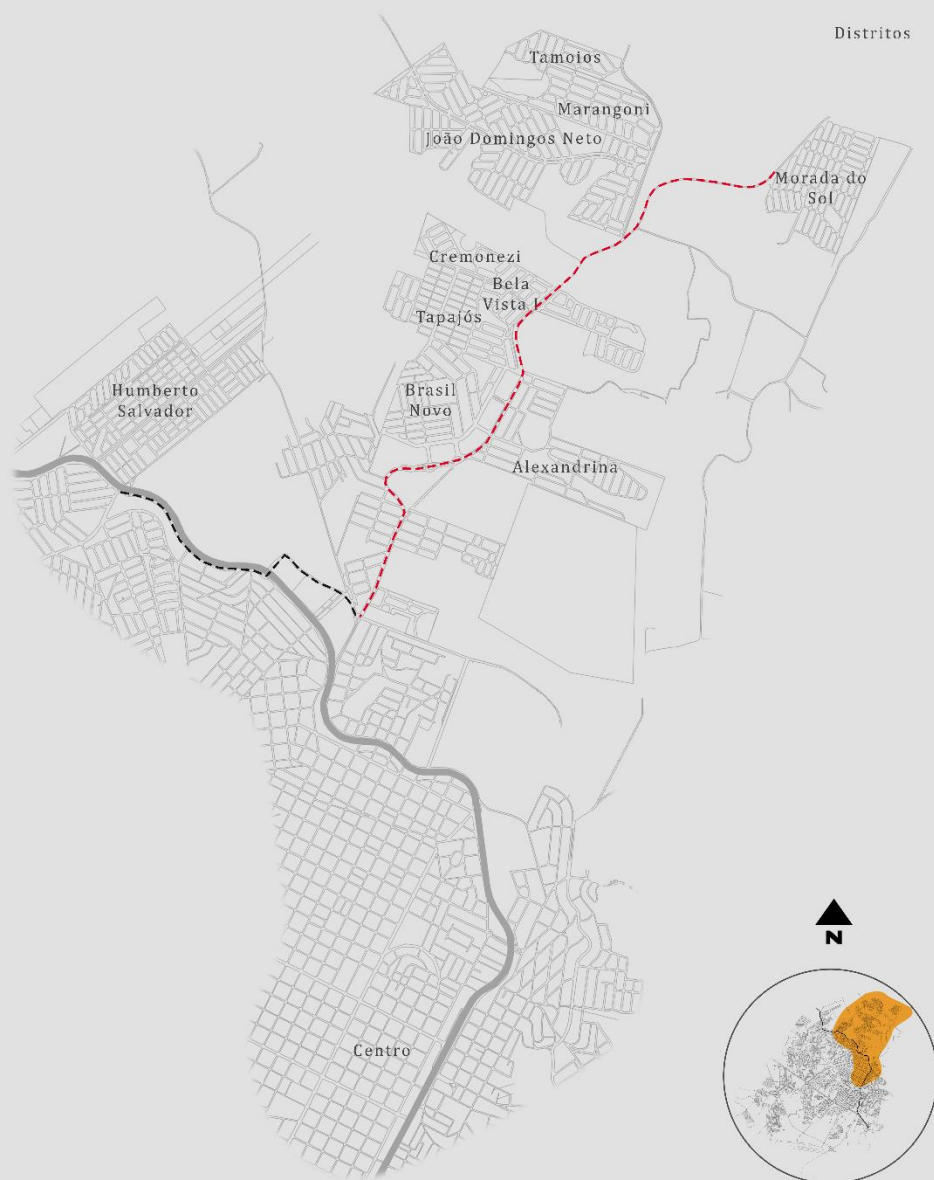 Distritos
Tamoios
Marangoni
João Domingos Neto
Morada do
Sol
Cremonezi
Bela
Vista I
Tapajós
Humberto
Salvador
Brasil
Novo
Alexandrina
N
Centro